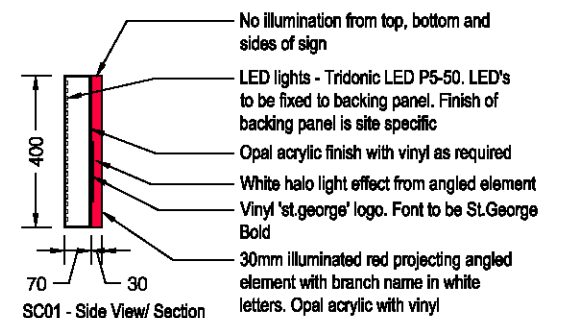 No illumination from top, bottom and
sides of sign
LED lights - Tridonic LED P5-50. LED's
to be fixed to backing panel. Finish of
backing panel is site specific
Opal acrylic finish with vinyl as required
White halo light effect from angled element
Vinyl 'st.george' logo. Font to be St.George
Bold
30mm illuminated red projecting angled
element with branch name in white
letters. Opal acrylic with vinyl
400
70
30
SC01 - Side View/ Section